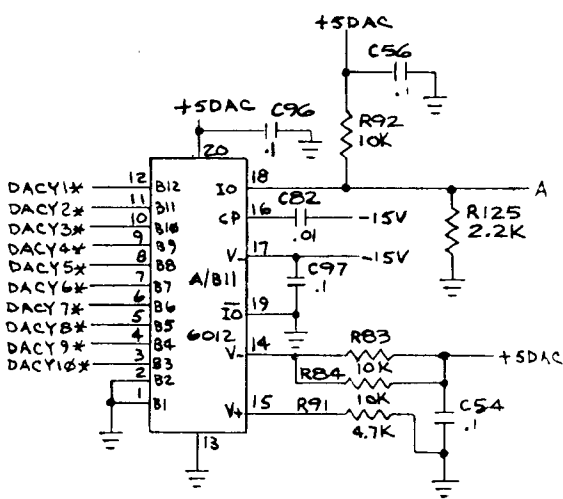 +5DAC
C56
.1
+5DAC
C96
.1
R92
10K
20
DACY1* 12 B12 IO 18 A
DACY2* 11 B11
DACY3* 10 B10 CP 16 C82 .01 -15V
R125
2.2K
DACY4* 9 B9
DACY5* 8 B8 V- 17 -15V
C97
.1
DACY6* 7 B7 A/B11
DACY7* 6 B6
DACY8* 5 B5 IO 19
DACY9* 4 B4 6012
DACY10* 3 B3 V- 14 R83 10K +5DAC
2 B2
R84 10K
1 B1 V+ 15 R91 4.7K
C54
.1
13